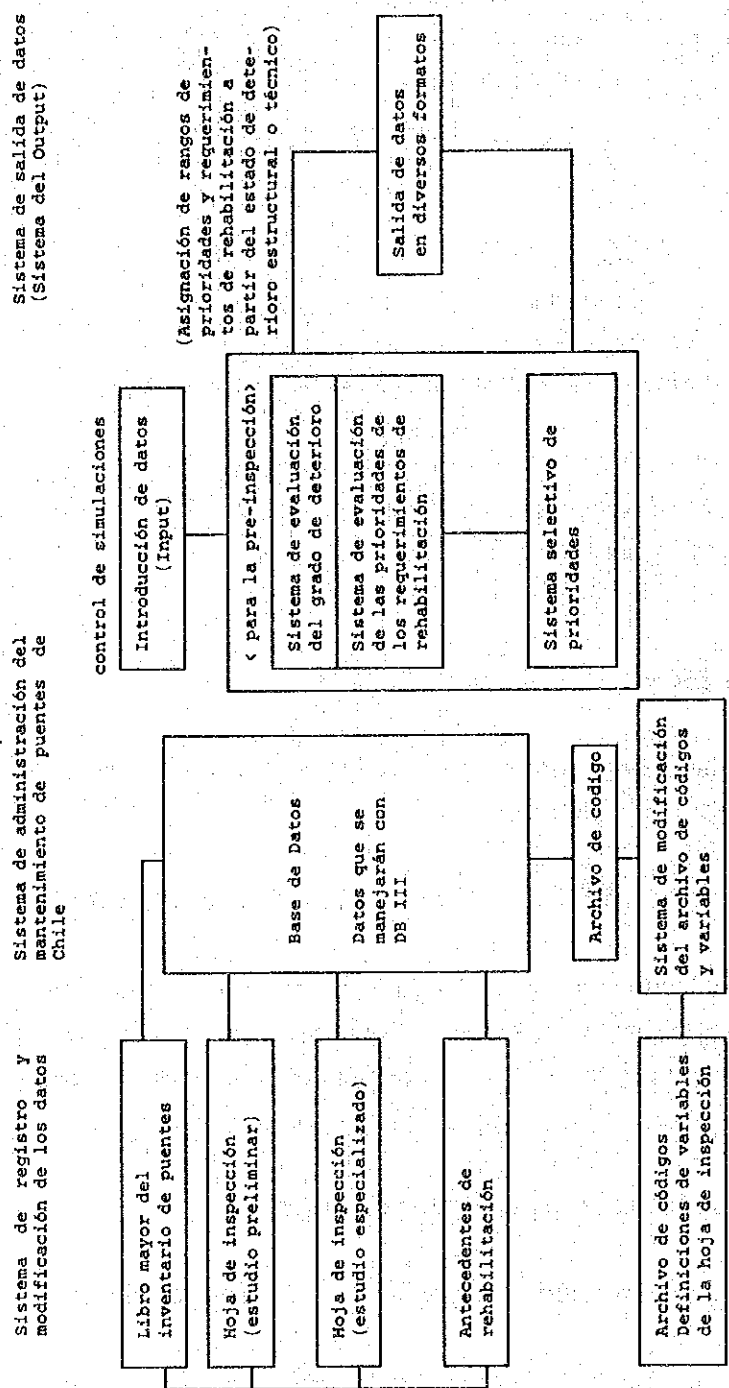 Sistema de registro y
modificación de los datos
Sistema de administración del
mantenimiento de puentes de
Chile
Sistema de salida de datos
(Sistema del Output)
Libro mayor del
inventario de puentes
Hoja de inspección
(estudio preliminar)
Hoja de inspección
(estudio especializado)
Antecedentes de
rehabilitación
Archivo de códigos
Definiciones de variables
de la hoja de inspección
Base de Datos
Datos que se
manejarán con
DB III
Archivo de codigo
Sistema de modificación
del archivo de códigos
y variables
control de simulaciones
Introducción de datos
(Input)
< para la pre-inspección>
Sistema de evaluación
del grado de deterioro
Sistema de evaluación
de las prioridades de
los requerimientos de
rehabilitación
Sistema selectivo de
prioridades
(Asignación de rangos de
prioridades y requerimien-
tos de rehabilitación a
partir del estado de dete-
rioro estructural o técnico)
Salida de datos
en diversos formatos